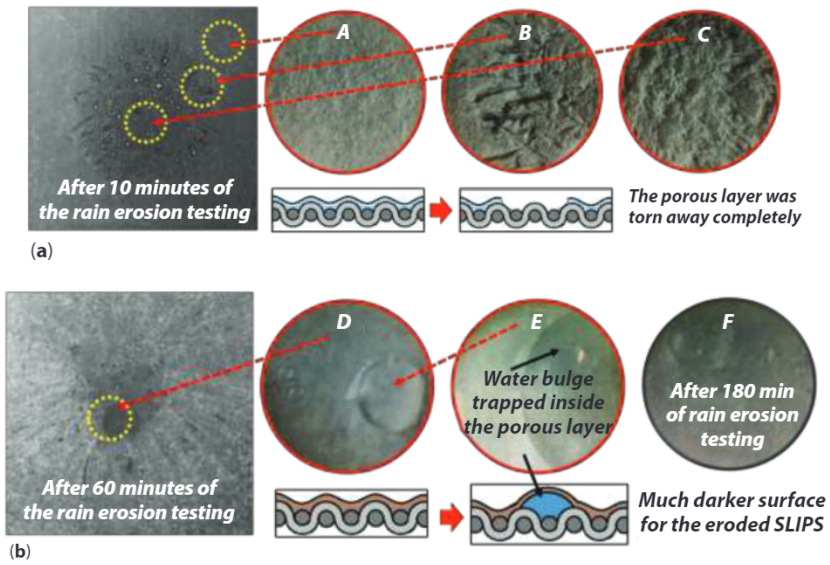 A
B
C
After 10 minutes of
the rain erosion testing
The porous layer was
torn away completely
(a)
D
E
F
Water bulge
trapped inside
the porous layer
After 180 min
of rain erosion
testing
After 60 minutes of
the rain erosion testing
Much darker surface
for the eroded SLIPS
(b)